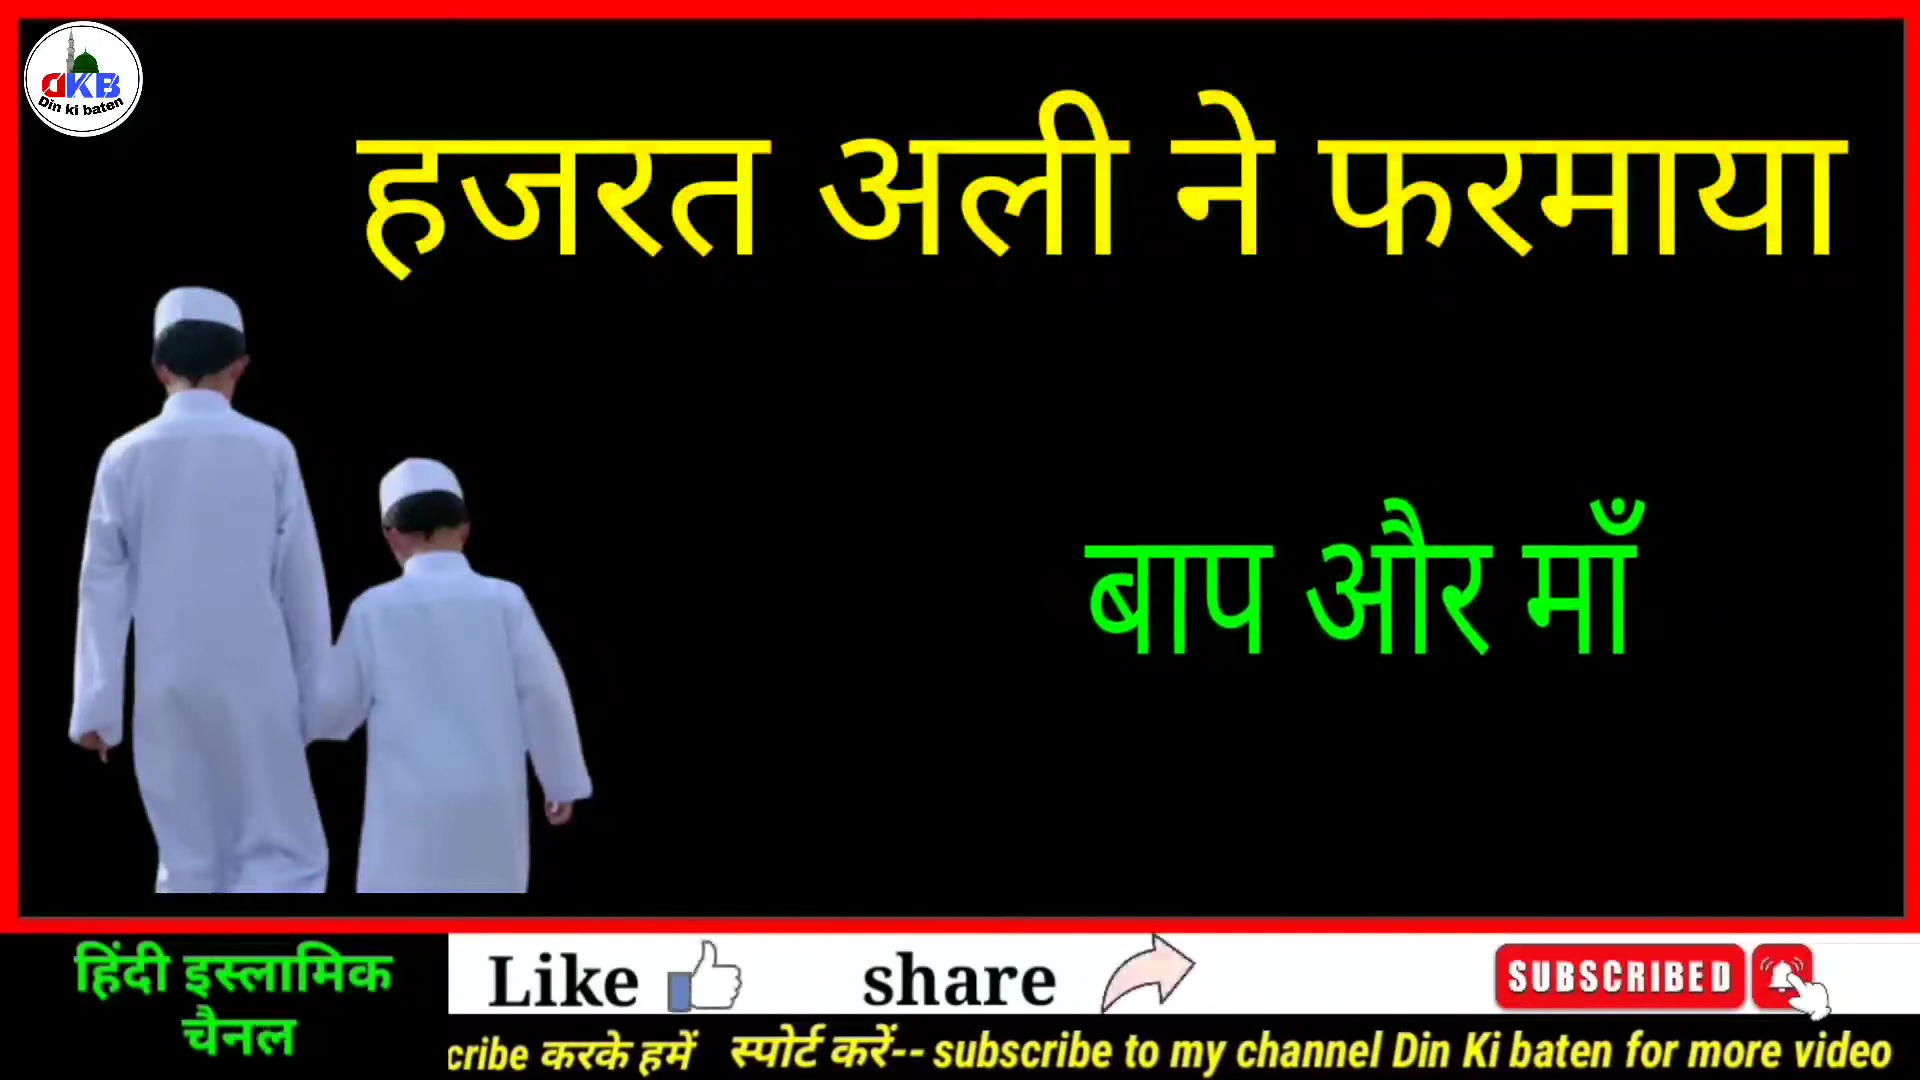 DKB
Din ki baten
हजरत अली ने फरमाया
बाप और माँ
हिंदी इस्लामिक
चैनल
Like share SUBSCRIBED
cribe करके हमें स्पोर्ट करें-- subscribe to my channel Din Ki baten for more video